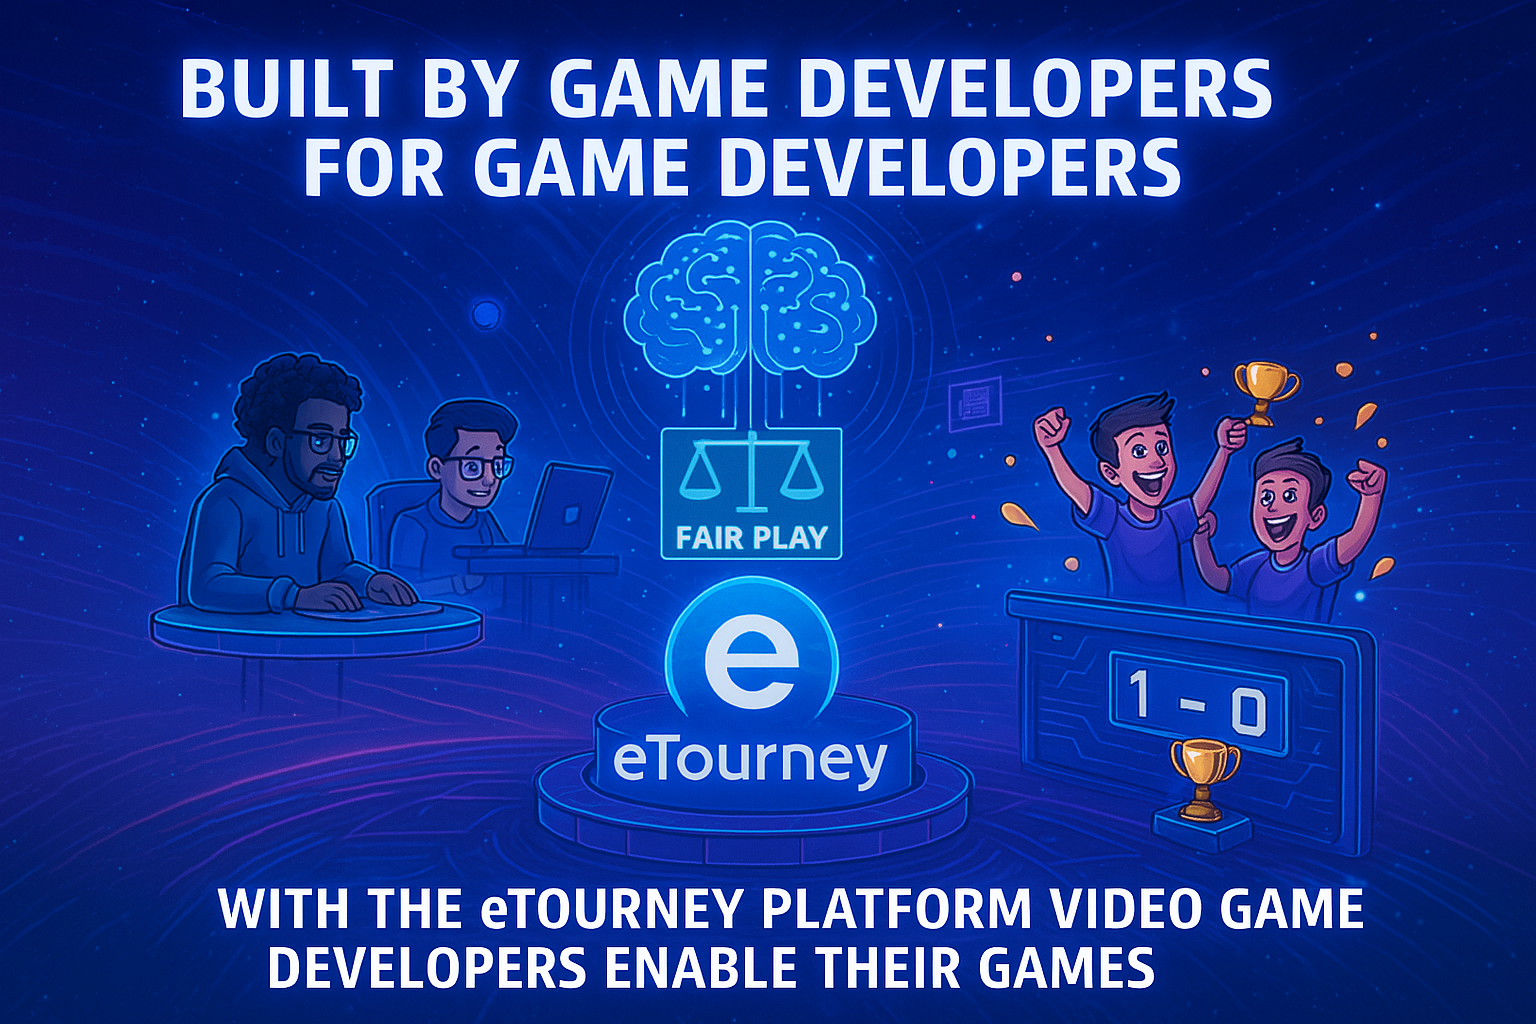 BUILT BY GAME DEVELOPERS
FOR GAME DEVELOPERS
FAIR PLAY
e
eTourney
1 - 0
WITH THE eTOURNEY PLATFORM VIDEO GAME
DEVELOPERS ENABLE THEIR GAMES